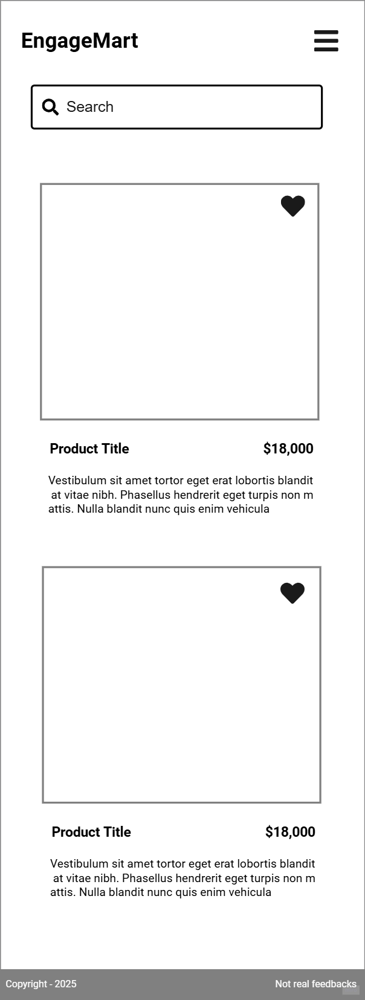 EngageMart
Search
Product Title $18,000
Vestibulum sit amet tortor eget erat lobortis blandit
at vitae nibh. Phasellus hendrerit eget turpis non m
attis. Nulla blandit nunc quis enim vehicula
Product Title $18,000
Vestibulum sit amet tortor eget erat lobortis blandit
at vitae nibh. Phasellus hendrerit eget turpis non m
attis. Nulla blandit nunc quis enim vehicula
Copyright - 2025 Not real feedbacks